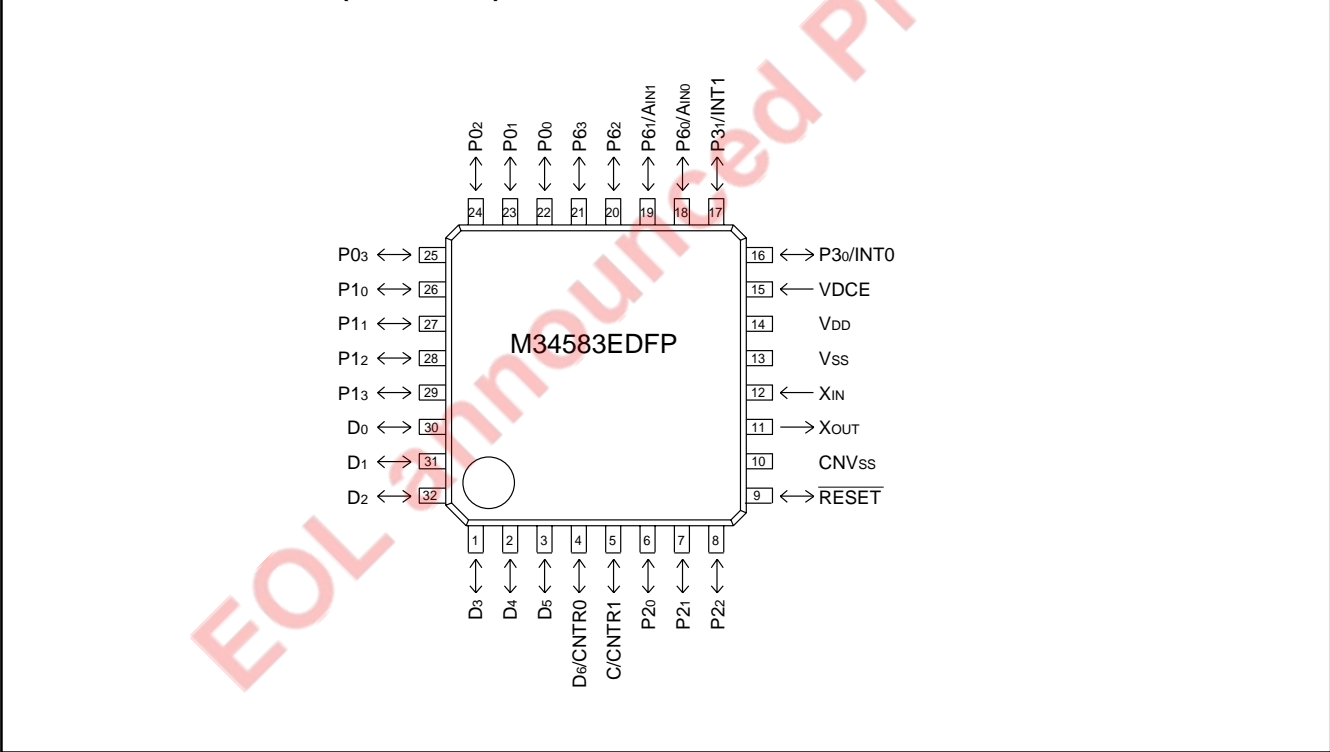 P02
P01
P00
P63
P62
P61/AIN1
P60/AIN0
P31/INT1
24
23
22
21
20
19
18
17
P03
25
16
P30/INT0
P10
26
15
VDCE
P11
27
14
VDD
P12
28
13
VSS
P13
29
12
XIN
D0
30
11
XOUT
D1
31
10
CNVSS
D2
32
9
RESET
M34583EDFP
1
2
3
4
5
6
7
8
D3
D4
D5
D6/CNTR0
C/CNTR1
P20
P21
P22
EOL announced